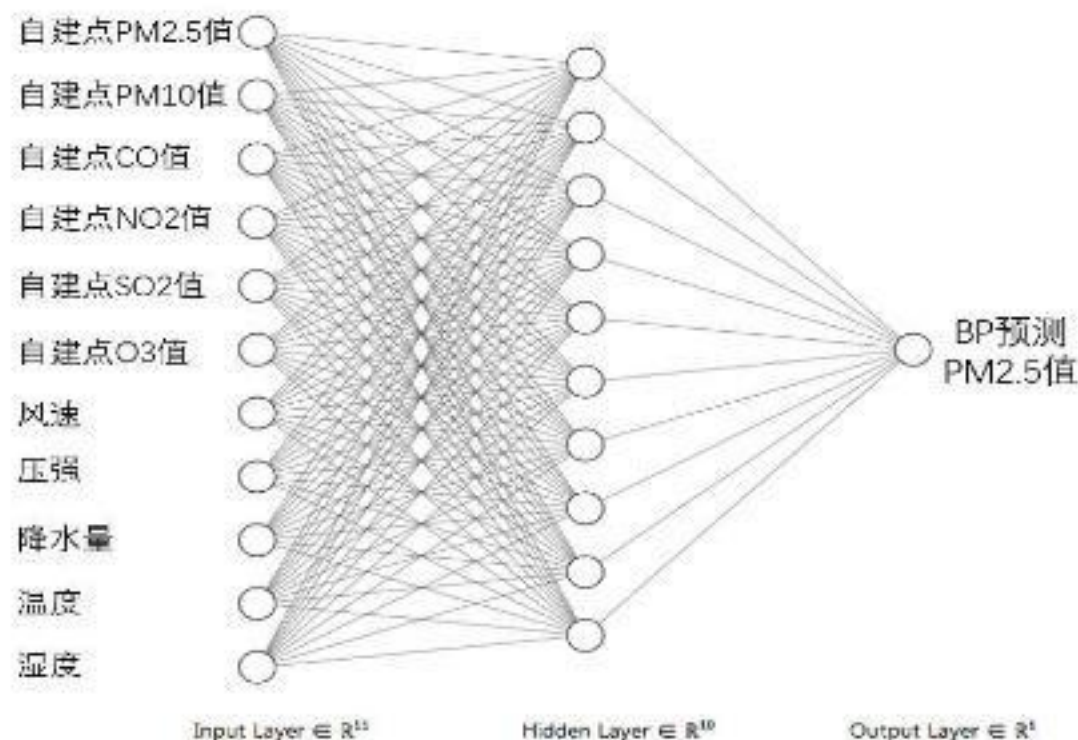 自建点PM2.5值
自建点PM10值
自建点CO值
自建点NO2值
自建点SO2值
自建点O3值
风速
压强
降水量
温度
湿度
BP预测
PM2.5值
Input Layer ∈ ℝ¹¹
Hidden Layer ∈ ℝ¹⁰
Output Layer ∈ ℝ¹